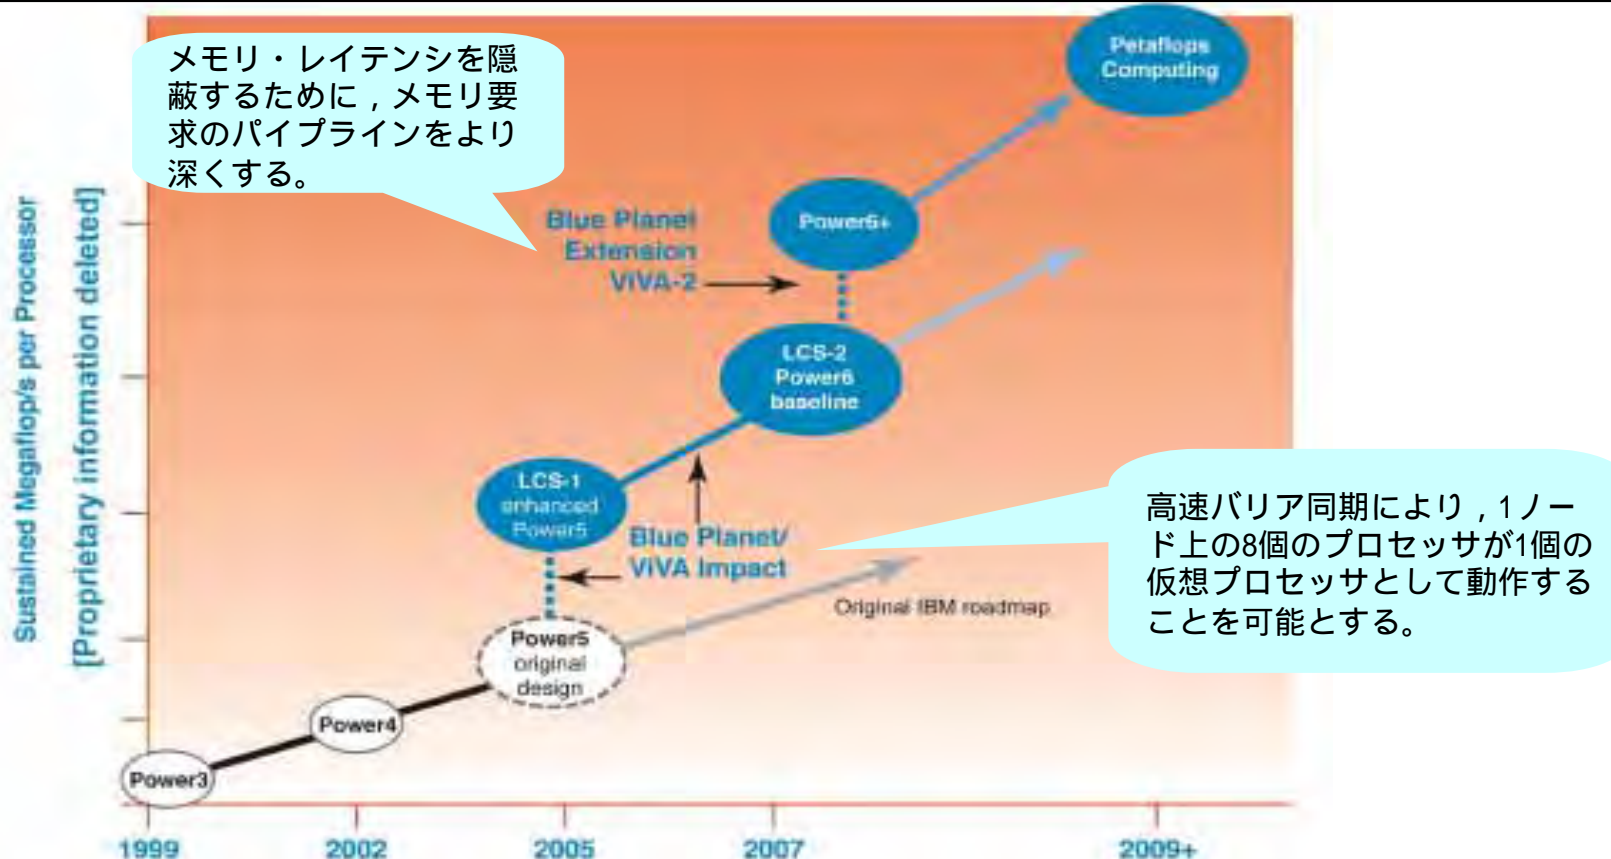 メモリ・レイテンシを隠
蔽するために，メモリ要
求のパイプラインをより
深くする。
Petaflops
Computing
Blue Planet
Extension
ViVA-2
Power6+
LCS-2
Power6
baseline
LCS-1
enhanced
Power5
Blue Planet/
ViVA Impact
高速バリア同期により，1ノー
ド上の8個のプロセッサが1個の
仮想プロセッサとして動作する
ことを可能とする。
Original IBM roadmap
Power5
original
design
Power4
Power3
Sustained Megaflop/s per Processor
[Proprietary information deleted]
1999
2002
2005
2007
2009+